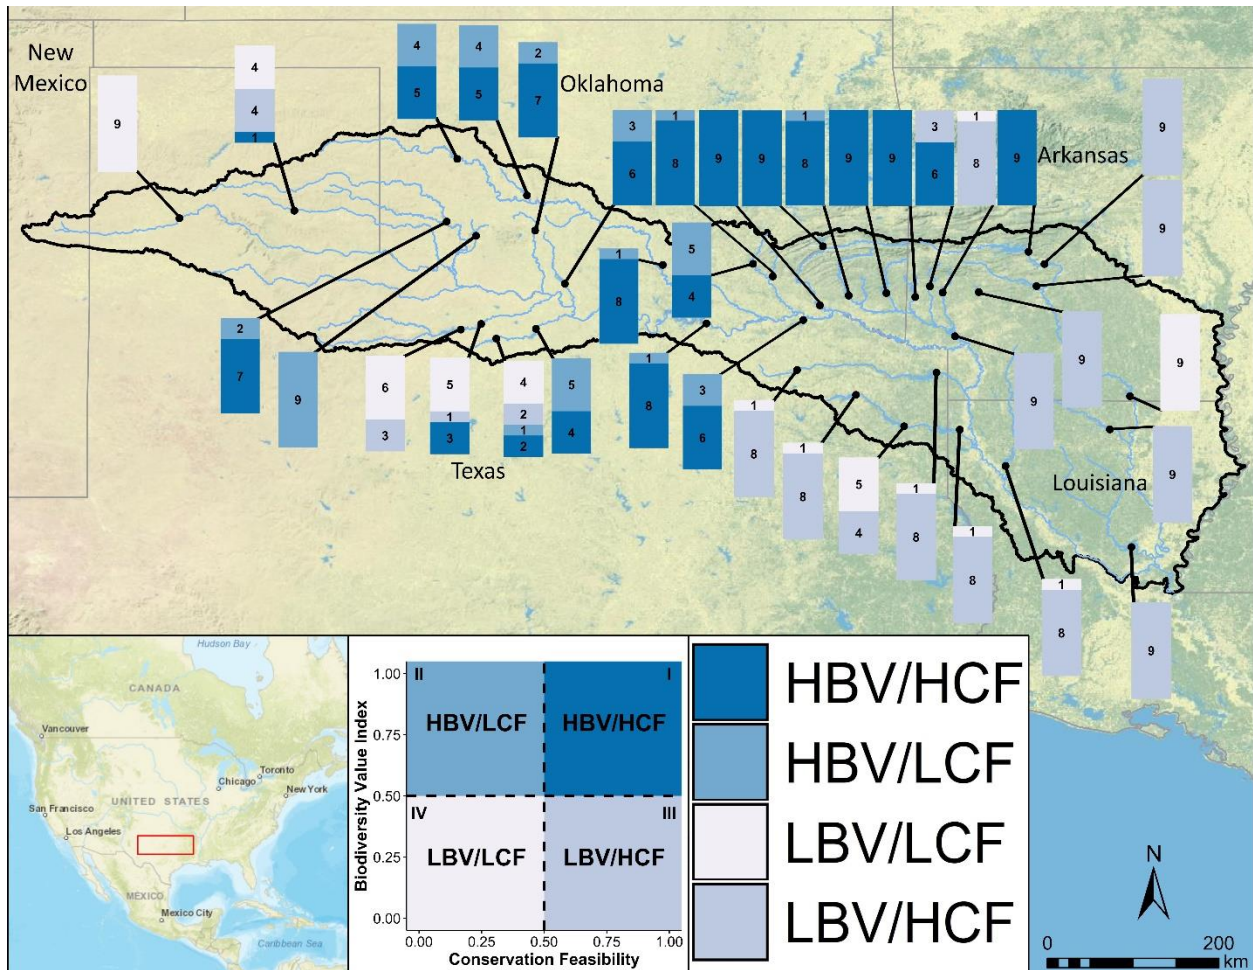 New
Mexico
9
4
4
1
4
5
4
5
2
7
Oklahoma
3
6
1
8
9
9
1
8
9
9
3
6
1
8
9
Arkansas
9
9
2
7
9
6
3
5
1
3
4
2
1
2
5
4
Texas
1
8
5
4
1
8
3
6
1
8
1
8
5
4
1
8
1
8
9
9
9
9
Louisiana
1
8
9
Hudson Bay
CANADA
Vancouver
Toronto
Chicago
New York
UNITED STATES
San Francisco
Los Angeles
MÉXICO
Mexico City
Caribbean Sea
Biodiversity Value Index
1.00
0.75
0.50
0.25
0.00
II
HBV/LCF
I
HBV/HCF
IV
LBV/LCF
III
LBV/HCF
0.00
0.25
0.50
0.75
1.00
Conservation Feasibility
HBV/HCF
HBV/LCF
LBV/LCF
LBV/HCF
N
0
200
km